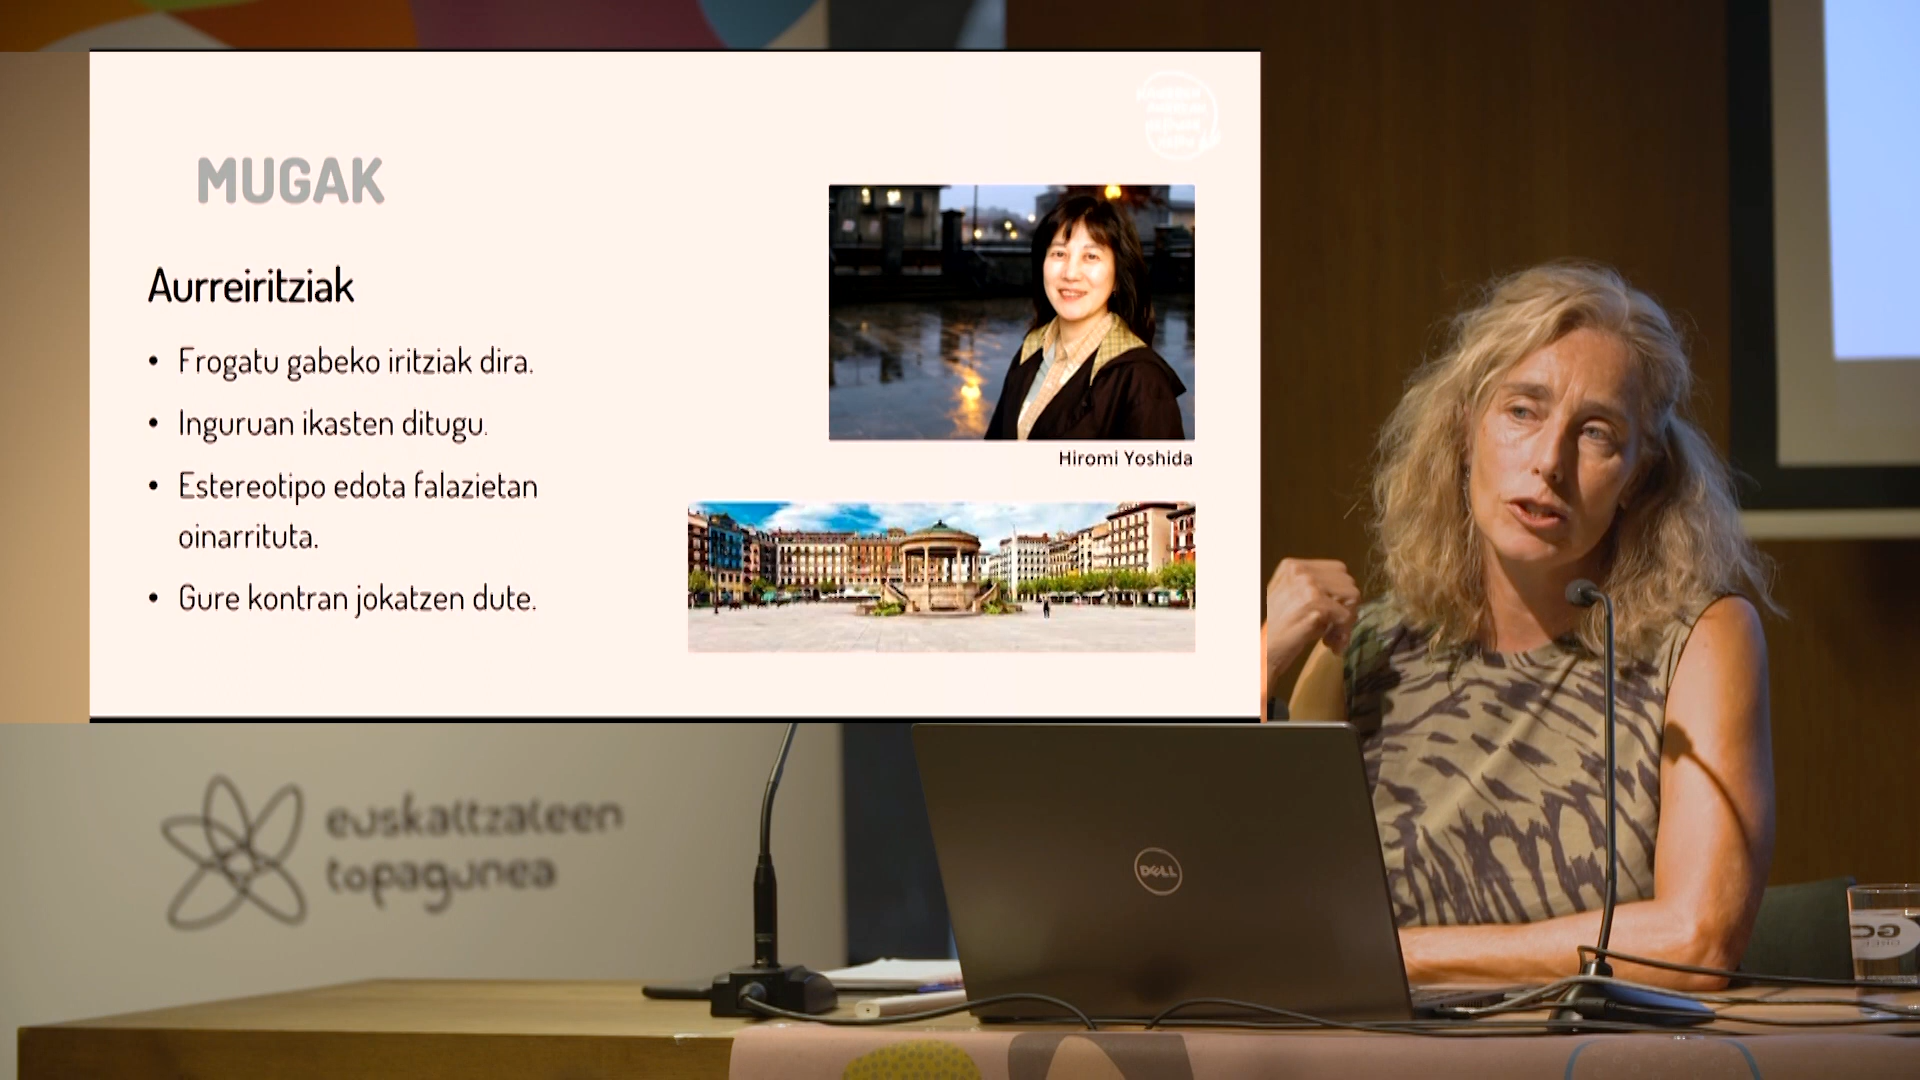 MUGAK
Aurreiritziak
• Frogatu gabeko iritziak dira.
• Inguruan ikasten ditugu.
• Estereotipo edota falazietan
oinarrituta.
• Gure kontran jokatzen dute.
Hiromi Yoshida
euskaltzaleen
topagunea
DELL